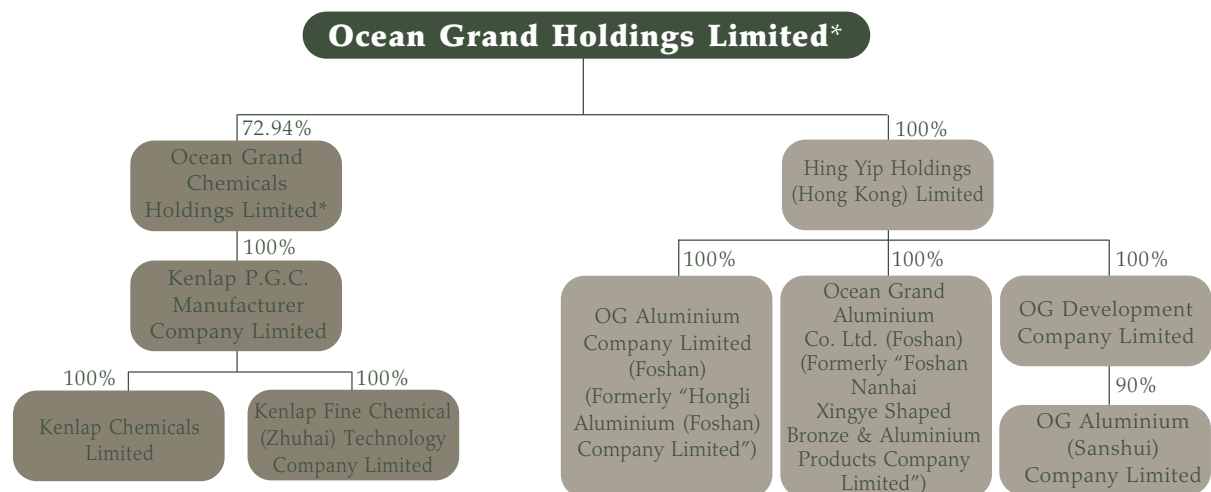 Ocean Grand Holdings Limited*
72.94%
Ocean Grand
Chemicals
Holdings Limited*
100%
Kenlap P.G.C.
Manufacturer
Company Limited
100%
Kenlap Chemicals
Limited
100%
Kenlap Fine Chemical
(Zhuhai) Technology
Company Limited
100%
Hing Yip Holdings
(Hong Kong) Limited
100%
OG Aluminium
Company Limited
(Foshan)
(Formerly “Hongli
Aluminium (Foshan)
Company Limited”)
100%
Ocean Grand
Aluminium
Co. Ltd. (Foshan)
(Formerly “Foshan
Nanhai
Xingye Shaped
Bronze & Aluminium
Products Company
Limited”)
100%
OG Development
Company Limited
90%
OG Aluminium
(Sanshui)
Company Limited